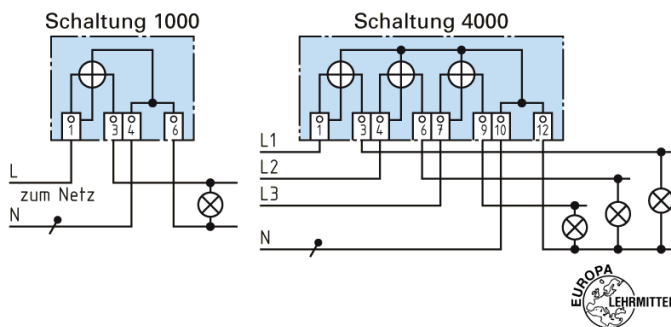 Schaltung 1000
Schaltung 4000
1 3 4 6
1 3 4 6 7 9 10 12
L
zum Netz
N
L1
L2
L3
N
EUROPA
LEHRMITTEL